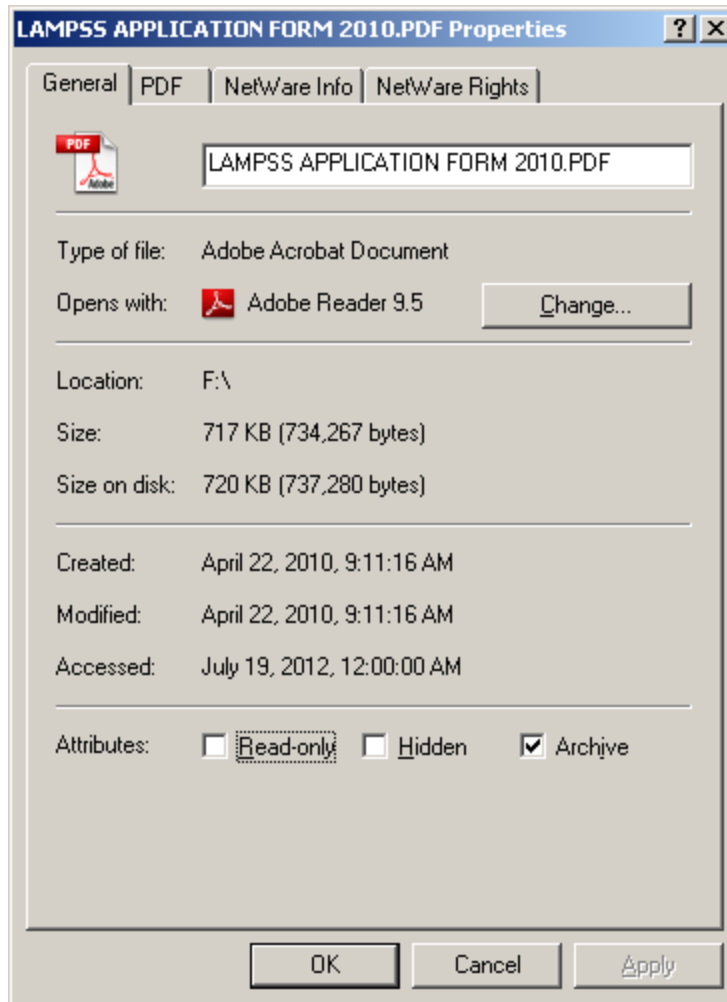 LAMPSS APPLICATION FORM 2010.PDF Properties
General PDF NetWare Info NetWare Rights
PDF
Adobe
LAMPSS APPLICATION FORM 2010.PDF
Type of file: Adobe Acrobat Document
Opens with: Adobe Reader 9.5 Change...
Location: F:\
Size: 717 KB (734,267 bytes)
Size on disk: 720 KB (737,280 bytes)
Created: April 22, 2010, 9:11:16 AM
Modified: April 22, 2010, 9:11:16 AM
Accessed: July 19, 2012, 12:00:00 AM
Attributes: Read-only Hidden Archive
OK Cancel Apply